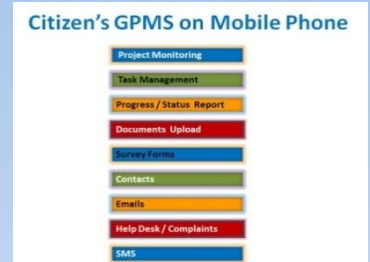 Citizen's GPMS on Mobile Phone
Project Monitoring
Task Management
Progress / Status Report
Documents Upload
Survey Forms
Contacts
Emails
Help Desk / Complaints
SMS